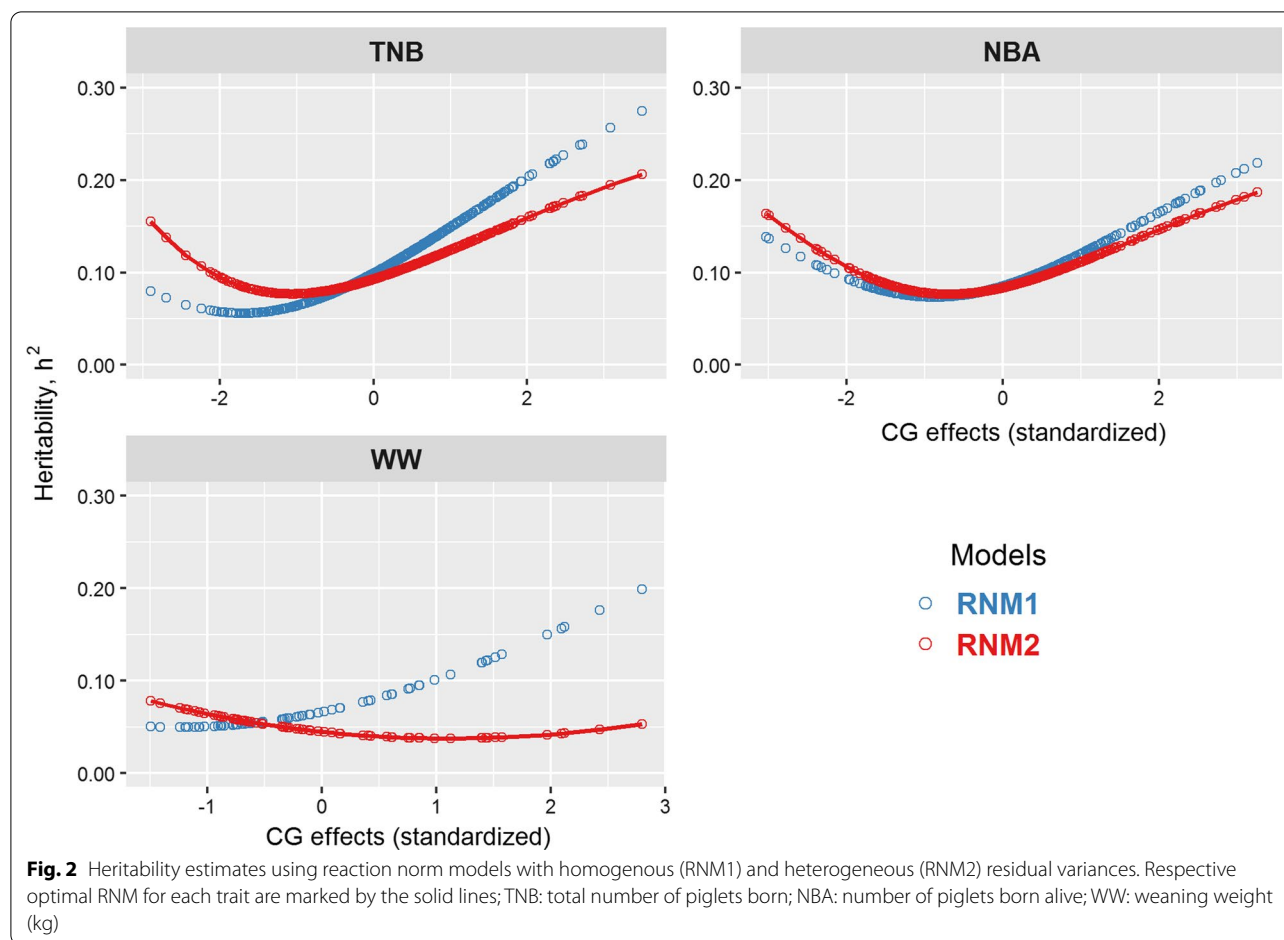 TNB
NBA
0.30
0.20
0.10
0.00
-2
0
2
0.30
0.20
0.10
0.00
-2
0
2
CG effects (standardized)
Heritability, h²
WW
0.30
0.20
0.10
0.00
-1
0
1
2
3
CG effects (standardized)
Models
RNM1
RNM2
Fig. 2 Heritability estimates using reaction norm models with homogenous (RNM1) and heterogeneous (RNM2) residual variances. Respective
optimal RNM for each trait are marked by the solid lines; TNB: total number of piglets born; NBA: number of piglets born alive; WW: weaning weight
(kg)